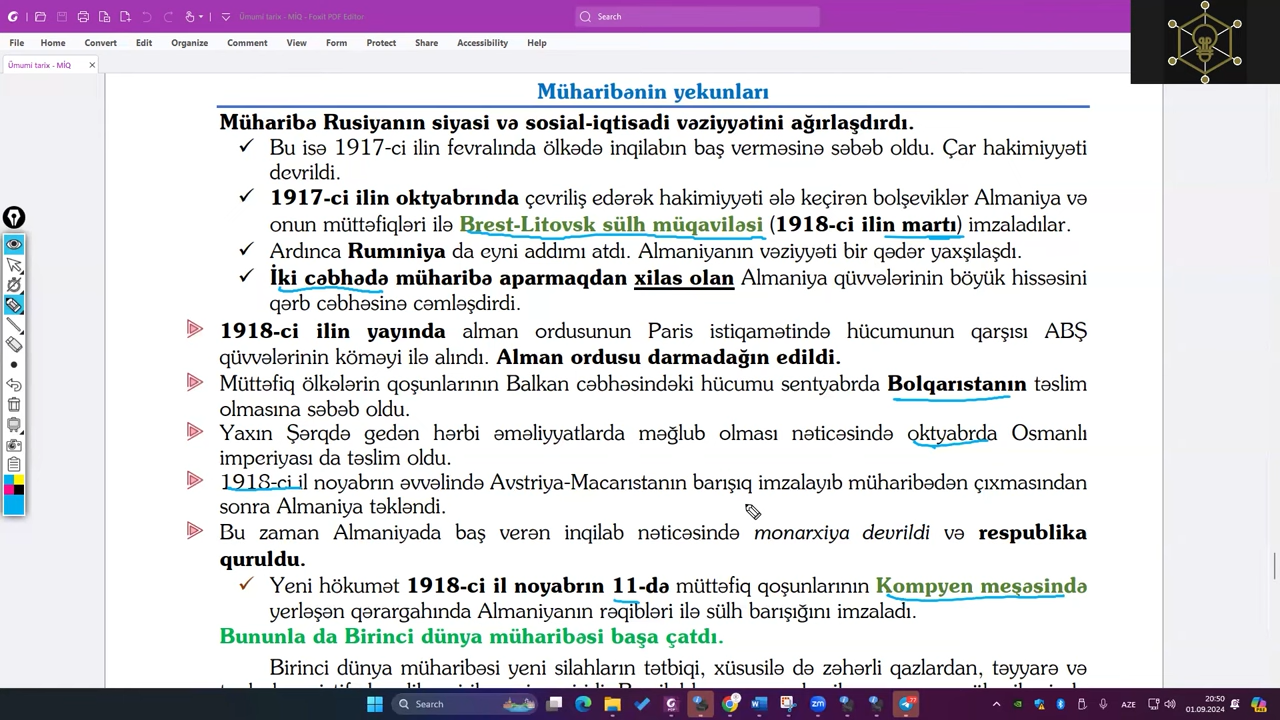 Ümumi tarix - MİQ - Foxit PDF Editor
Search
File Home Convert Edit Organize Comment View Form Protect Share Accessibility Help
Ümumi tarix - MİQ
Müharibənin yekunları
Müharibə Rusiyanın siyasi və sosial-iqtisadi vəziyyətini ağırlaşdırdı.
Bu isə 1917-ci ilin fevralında ölkədə inqilabın baş verməsinə səbəb oldu. Çar hakimiyyəti
devrildi.
1917-ci ilin oktyabrında çevriliş edərək hakimiyyəti ələ keçirən bolşeviklər Almaniya və
onun müttəfiqləri ilə Brest-Litovsk sülh müqaviləsi (1918-ci ilin martı) imzaladılar.
Ardınca Rumıniya da eyni addımı atdı. Almaniyanın vəziyyəti bir qədər yaxşılaşdı.
İki cəbhədə müharibə aparmaqdan xilas olan Almaniya qüvvələrinin böyük hissəsini
qərb cəbhəsinə cəmləşdirdi.
1918-ci ilin yayında alman ordusunun Paris istiqamətində hücumunun qarşısı ABŞ
qüvvələrinin köməyi ilə alındı. Alman ordusu darmadağın edildi.
Müttəfiq ölkələrin qoşunlarının Balkan cəbhəsindəki hücumu sentyabrda Bolqarıstanın təslim
olmasına səbəb oldu.
Yaxın Şərqdə gedən hərbi əməliyyatlarda məğlub olması nəticəsində oktyabrda Osmanlı
imperiyası da təslim oldu.
1918-ci il noyabrın əvvəlində Avstriya-Macarıstanın barışıq imzalayıb müharibədən çıxmasından
sonra Almaniya təkləndi.
Bu zaman Almaniyada baş verən inqilab nəticəsində monarxiya devrildi və respublika
quruldu.
Yeni hökumət 1918-ci il noyabrın 11-də müttəfiq qoşunlarının Kompyen meşəsində
yerləşən qərargahında Almaniyanın rəqibləri ilə sülh barışığını imzaladı.
Bununla da Birinci dünya müharibəsi başa çatdı.
Birinci dünya müharibəsi yeni silahların tətbiqi, xüsusilə də zəhərli qazlardan, təyyarə və
Search
AZE
20:50
01.09.2024